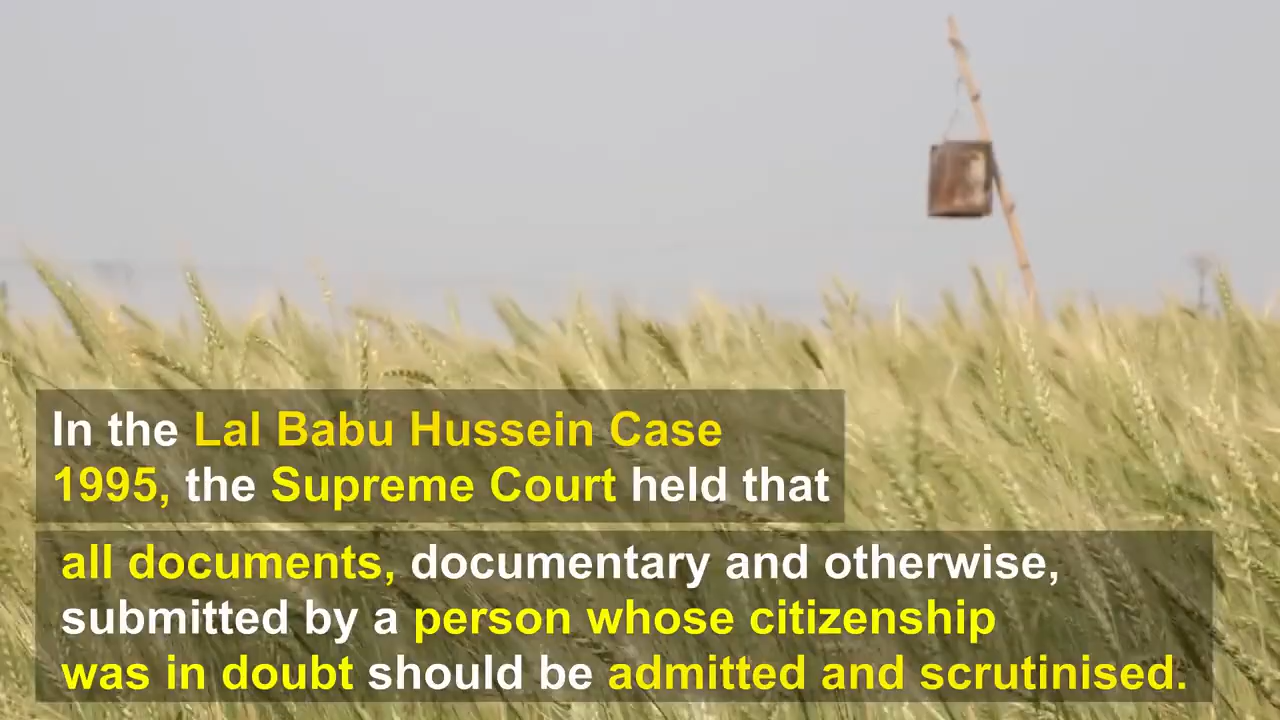 In the Lal Babu Hussein Case
1995, the Supreme Court held that
all documents, documentary and otherwise,
submitted by a person whose citizenship
was in doubt should be admitted and scrutinised.